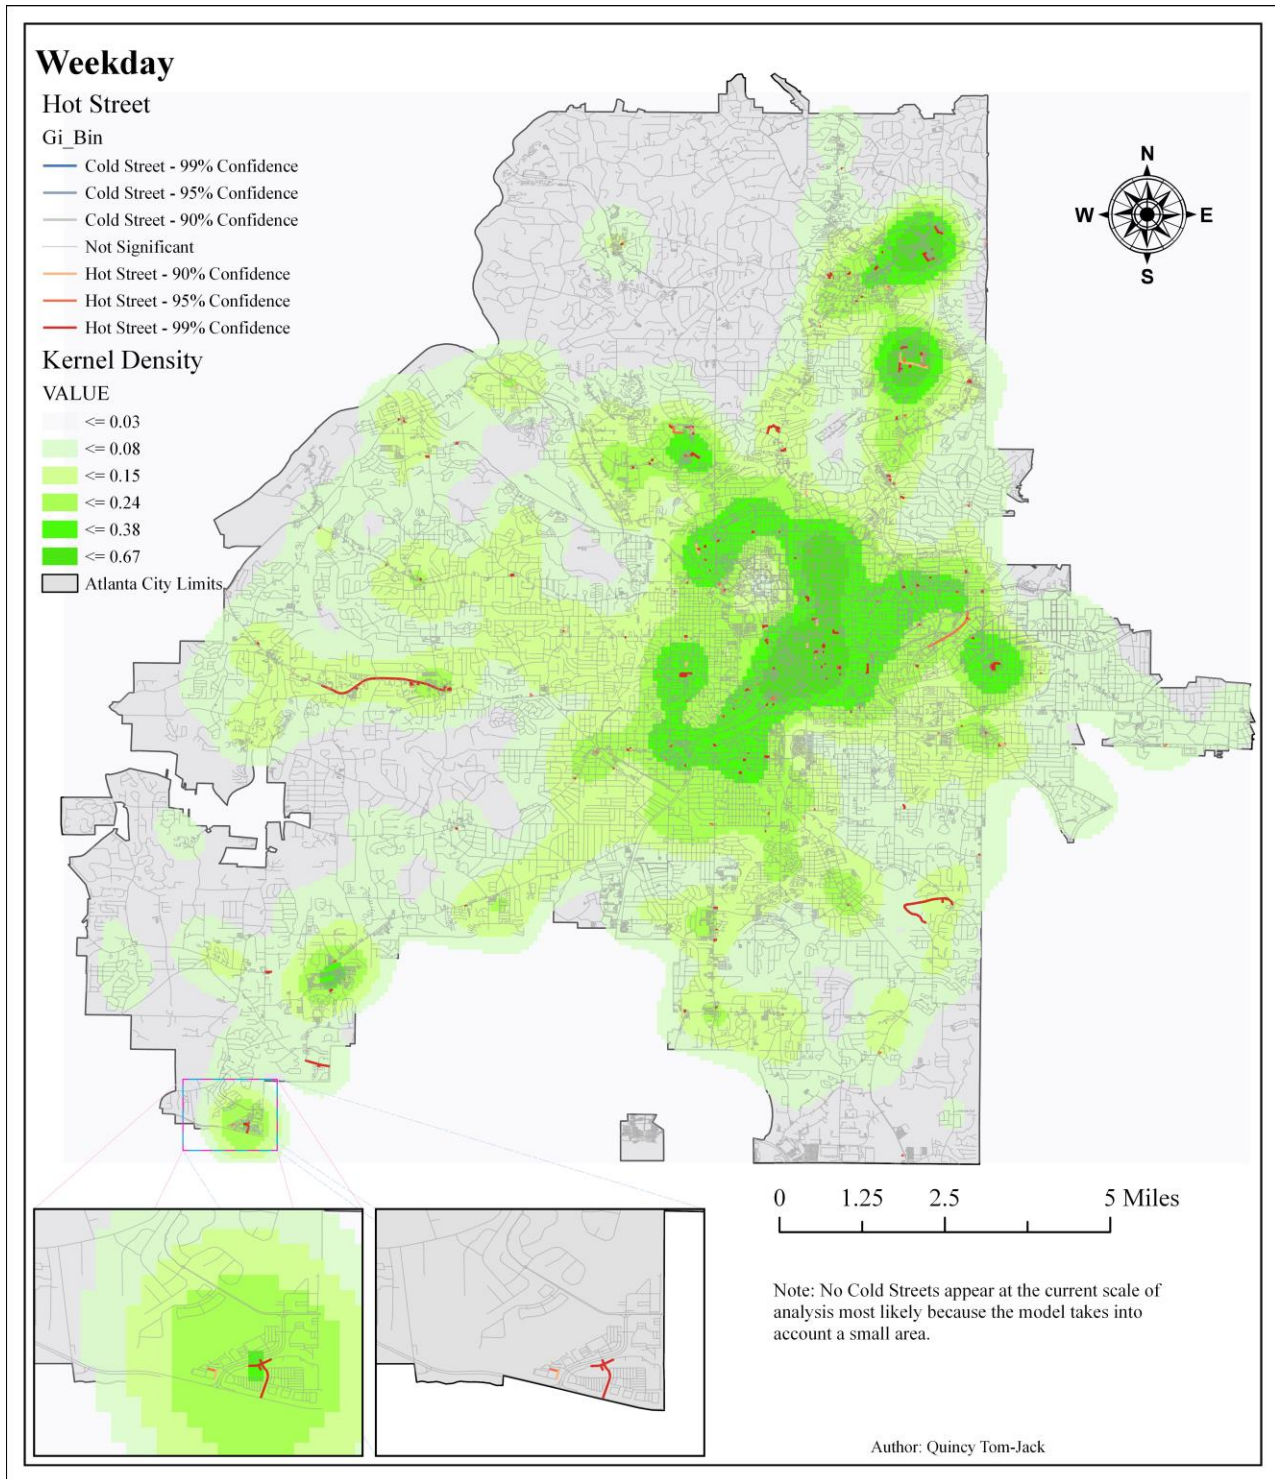 Weekday
Hot Street
Gi_Bin
Cold Street - 99% Confidence
Cold Street - 95% Confidence
Cold Street - 90% Confidence
Not Significant
Hot Street - 90% Confidence
Hot Street - 95% Confidence
Hot Street - 99% Confidence
Kernel Density
VALUE
<= 0.03
<= 0.08
<= 0.15
<= 0.24
<= 0.38
<= 0.67
Atlanta City Limits
N
W E
S
0 1.25 2.5 5 Miles
Note: No Cold Streets appear at the current scale of
analysis most likely because the model takes into
account a small area.
Author: Quincy Tom-Jack